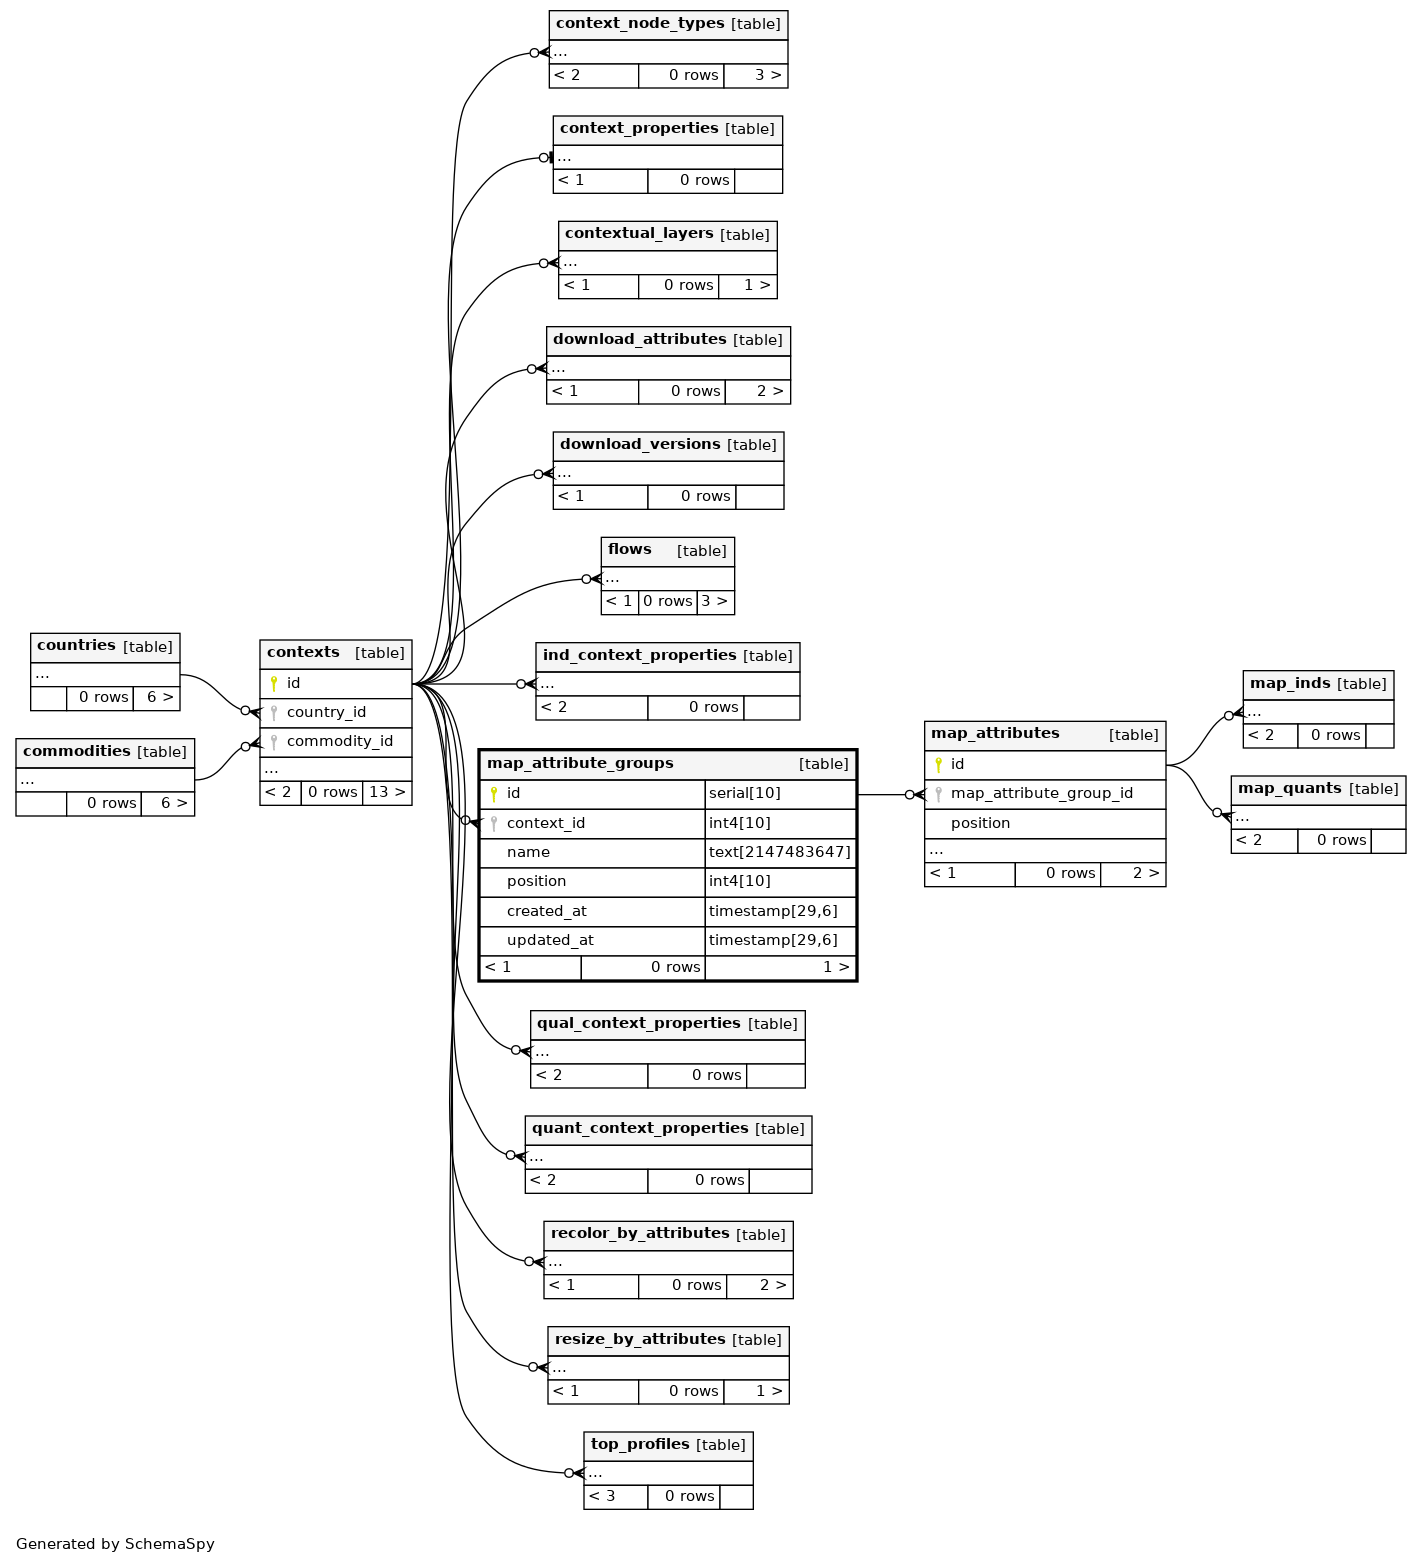 context_node_types [table]
...
< 2 0 rows 3 >
context_properties [table]
...
< 1 0 rows
contextual_layers [table]
...
< 1 0 rows 1 >
download_attributes [table]
...
< 1 0 rows 2 >
download_versions [table]
...
< 1 0 rows
flows [table]
...
< 1 0 rows 3 >
countries [table]
...
0 rows 6 >
commodities [table]
...
0 rows 6 >
contexts [table]
id
country_id
commodity_id
...
< 2 0 rows 13 >
ind_context_properties [table]
...
< 2 0 rows
map_attribute_groups [table]
id serial[10]
context_id int4[10]
name text[2147483647]
position int4[10]
created_at timestamp[29,6]
updated_at timestamp[29,6]
< 1 0 rows 1 >
map_attributes [table]
id
map_attribute_group_id
position
...
< 1 0 rows 2 >
map_inds [table]
...
< 2 0 rows
map_quants [table]
...
< 2 0 rows
qual_context_properties [table]
...
< 2 0 rows
quant_context_properties [table]
...
< 2 0 rows
recolor_by_attributes [table]
...
< 1 0 rows 2 >
resize_by_attributes [table]
...
< 1 0 rows 1 >
top_profiles [table]
...
< 3 0 rows
Generated by SchemaSpy